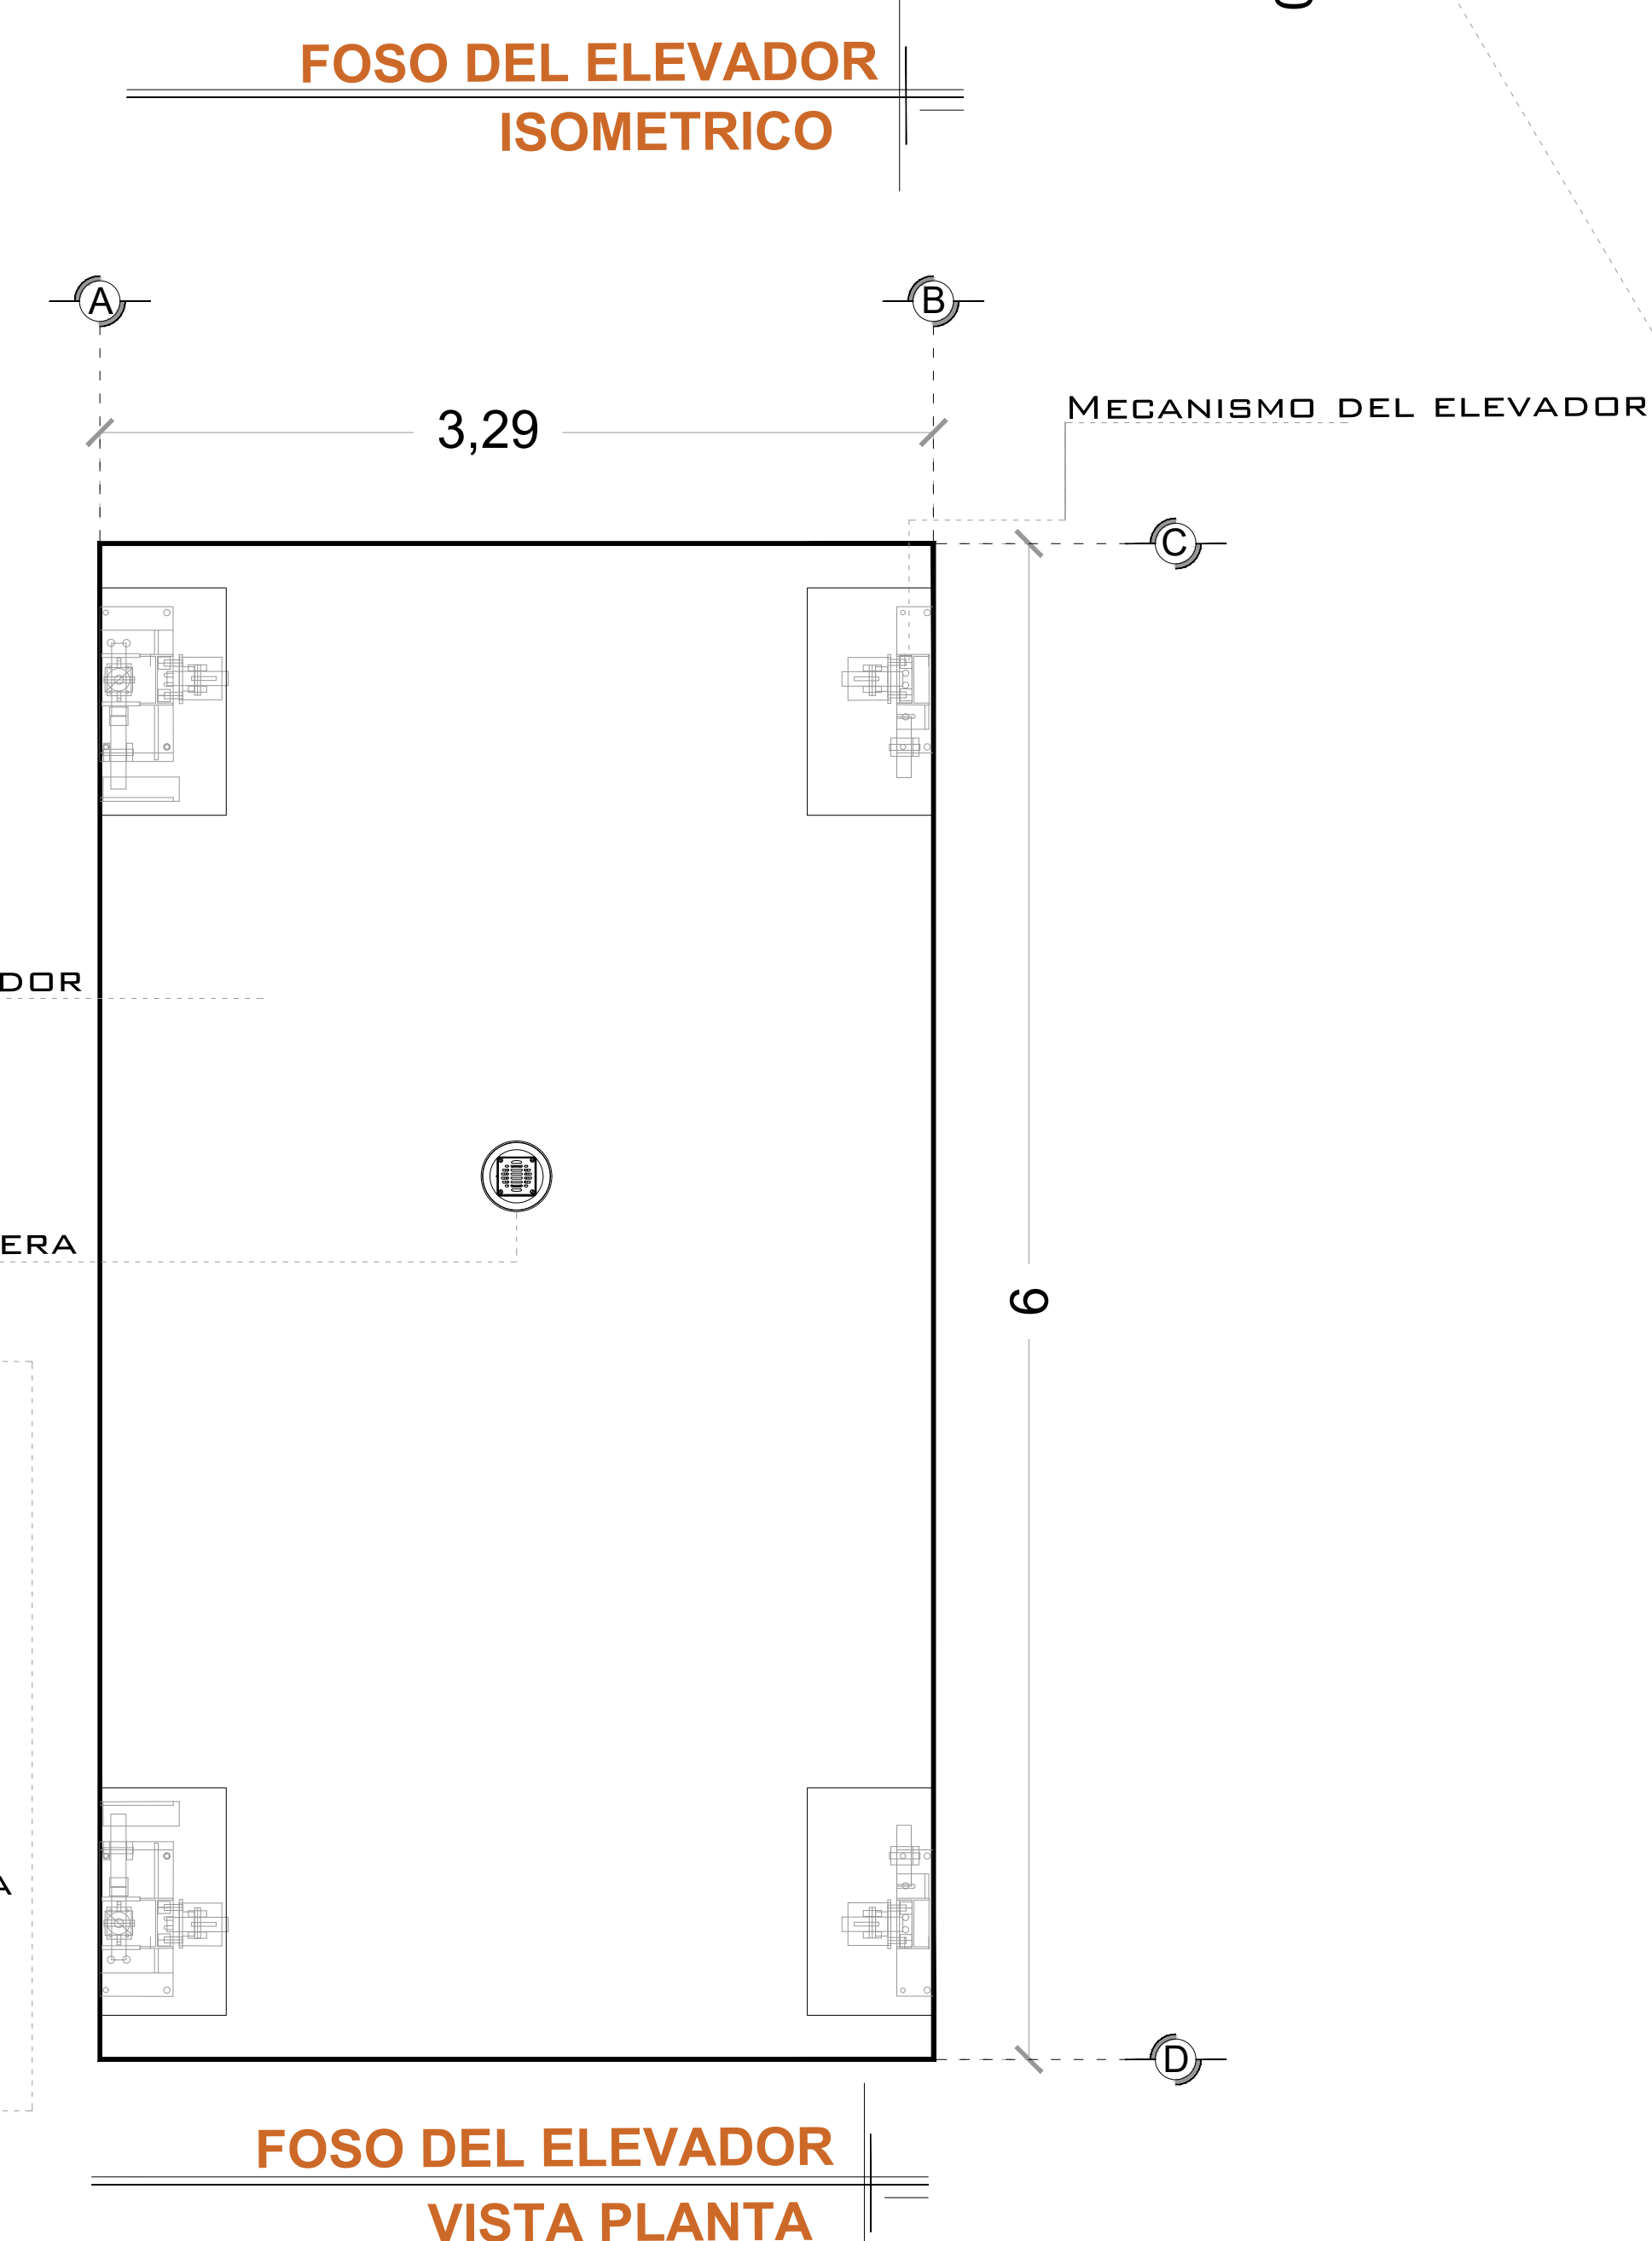 FOSO DEL ELEVADOR
ISOMETRICO
A
B
3,29
MECANISMO DEL ELEVADOR
C
DOR
ERA
6
A
D
FOSO DEL ELEVADOR
VISTA PLANTA